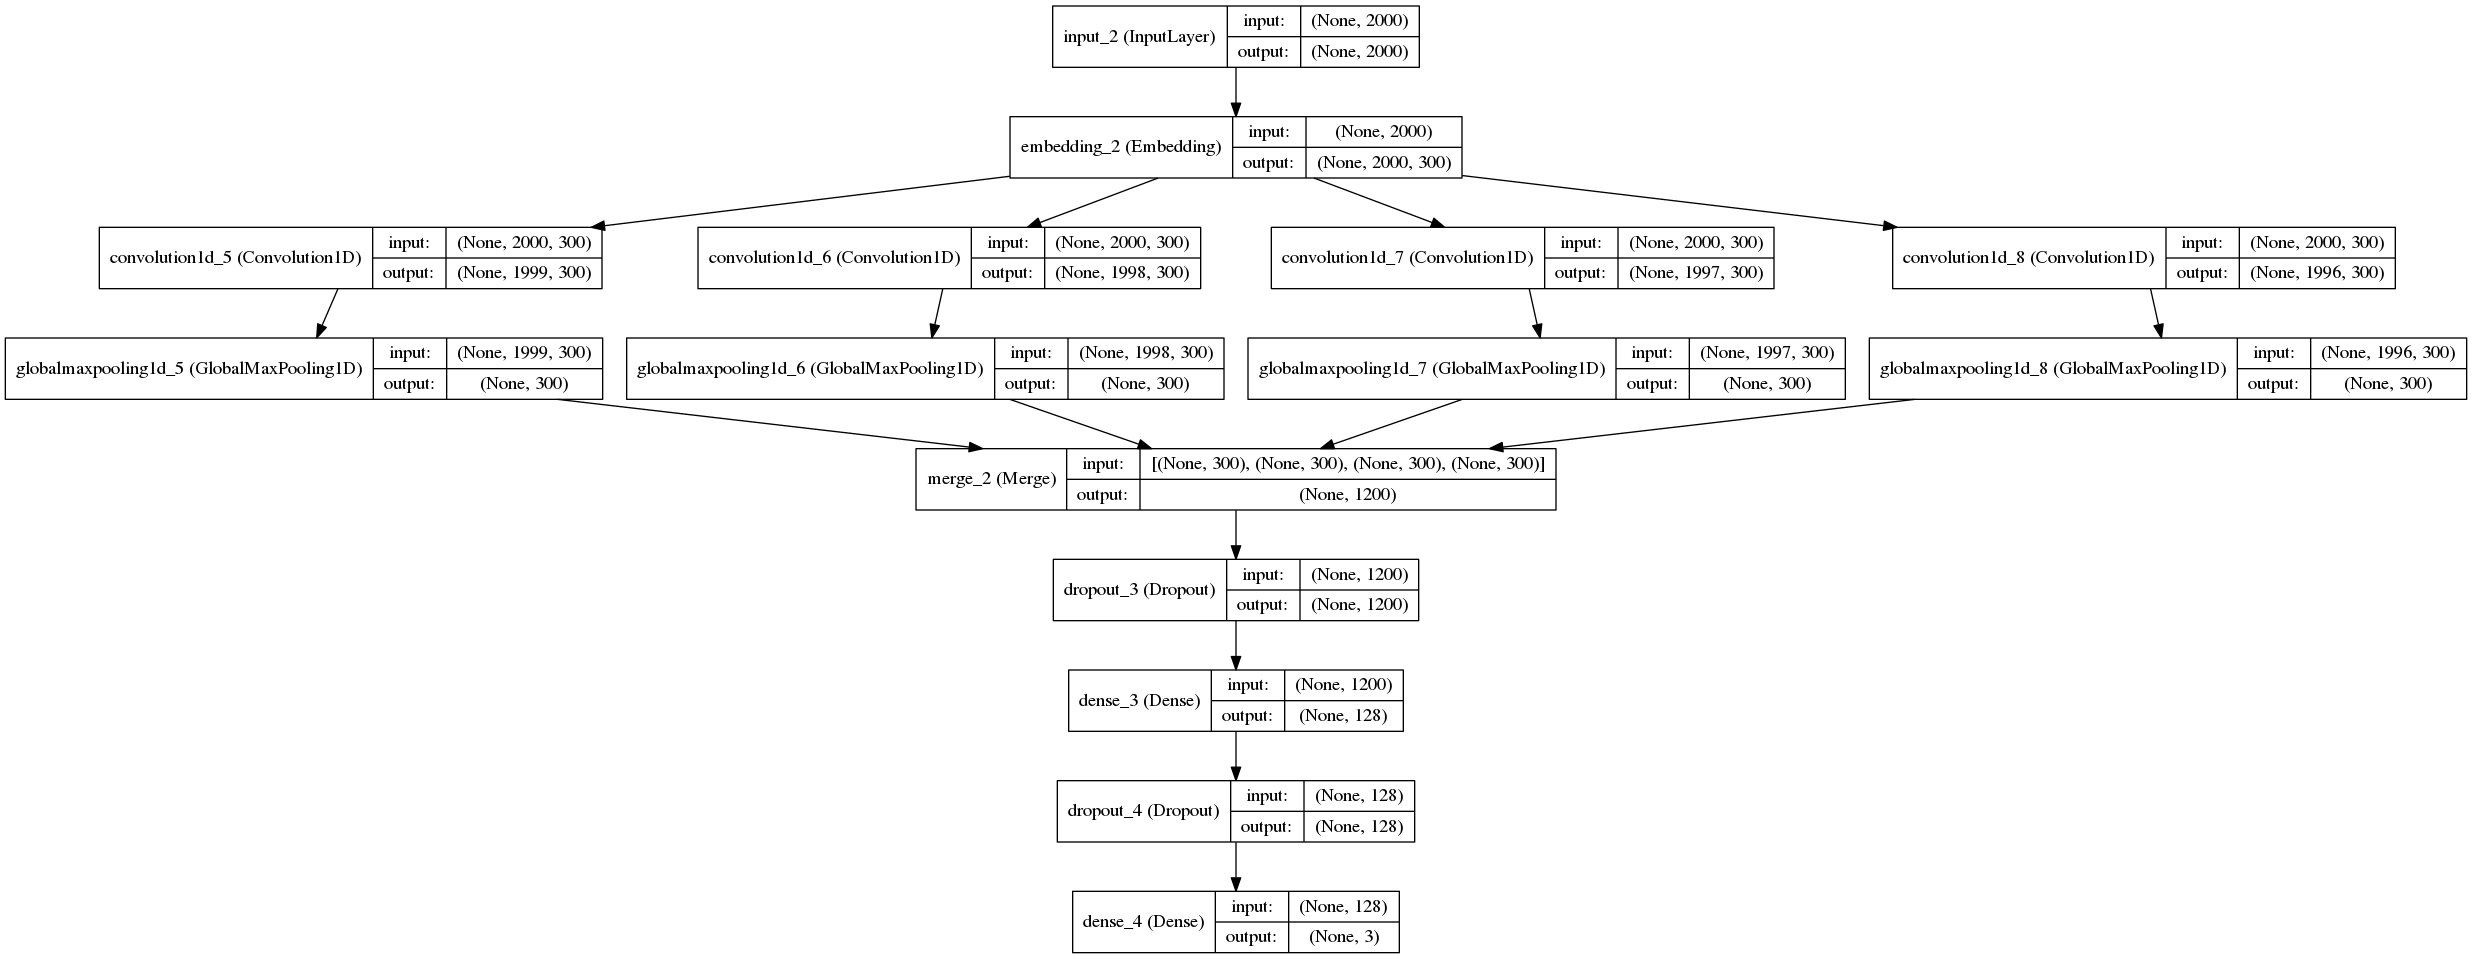 input_2 (InputLayer) input: (None, 2000)
output: (None, 2000)
embedding_2 (Embedding) input: (None, 2000)
output: (None, 2000, 300)
convolution1d_5 (Convolution1D) input: (None, 2000, 300)
output: (None, 1999, 300)
convolution1d_6 (Convolution1D) input: (None, 2000, 300)
output: (None, 1998, 300)
convolution1d_7 (Convolution1D) input: (None, 2000, 300)
output: (None, 1997, 300)
convolution1d_8 (Convolution1D) input: (None, 2000, 300)
output: (None, 1996, 300)
globalmaxpooling1d_5 (GlobalMaxPooling1D) input: (None, 1999, 300)
output: (None, 300)
globalmaxpooling1d_6 (GlobalMaxPooling1D) input: (None, 1998, 300)
output: (None, 300)
globalmaxpooling1d_7 (GlobalMaxPooling1D) input: (None, 1997, 300)
output: (None, 300)
globalmaxpooling1d_8 (GlobalMaxPooling1D) input: (None, 1996, 300)
output: (None, 300)
merge_2 (Merge) input: [(None, 300), (None, 300), (None, 300), (None, 300)]
output: (None, 1200)
dropout_3 (Dropout) input: (None, 1200)
output: (None, 1200)
dense_3 (Dense) input: (None, 1200)
output: (None, 128)
dropout_4 (Dropout) input: (None, 128)
output: (None, 128)
dense_4 (Dense) input: (None, 128)
output: (None, 3)